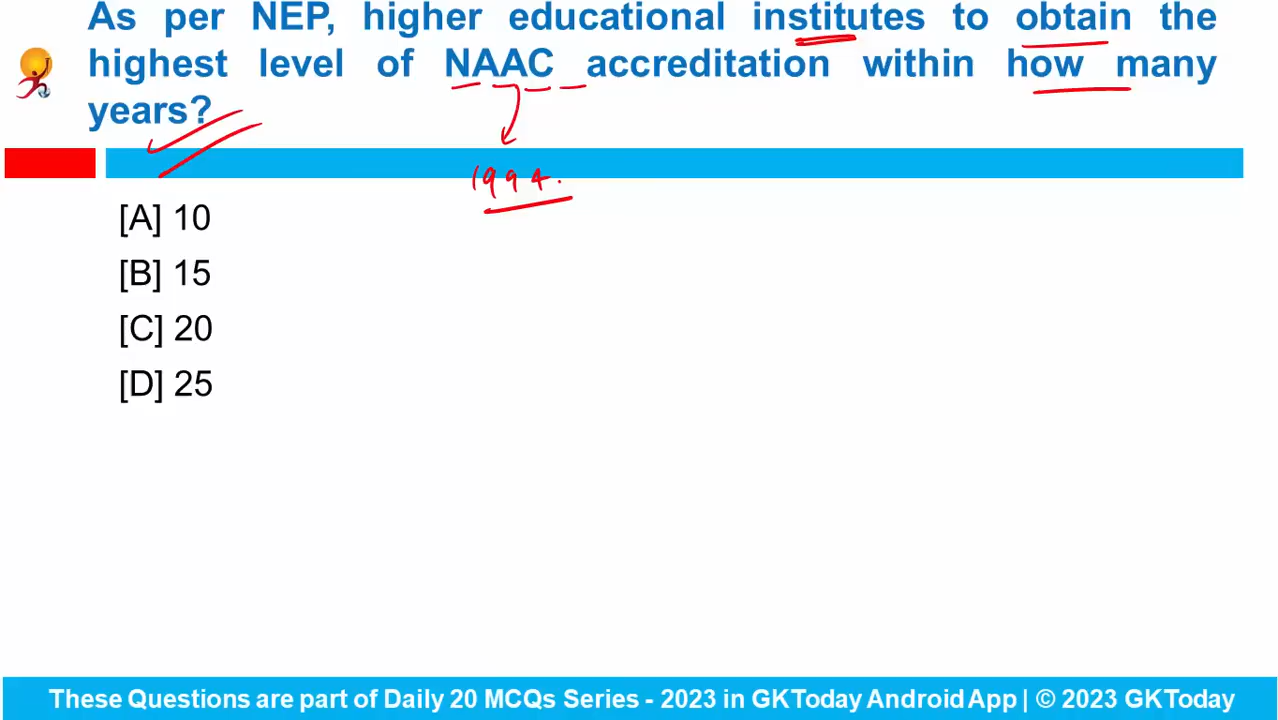 As per NEP, higher educational institutes to obtain the
highest level of NAAC accreditation within how many
years?
1994.
[A] 10
[B] 15
[C] 20
[D] 25
These Questions are part of Daily 20 MCQs Series - 2023 in GKToday Android App | © 2023 GKToday